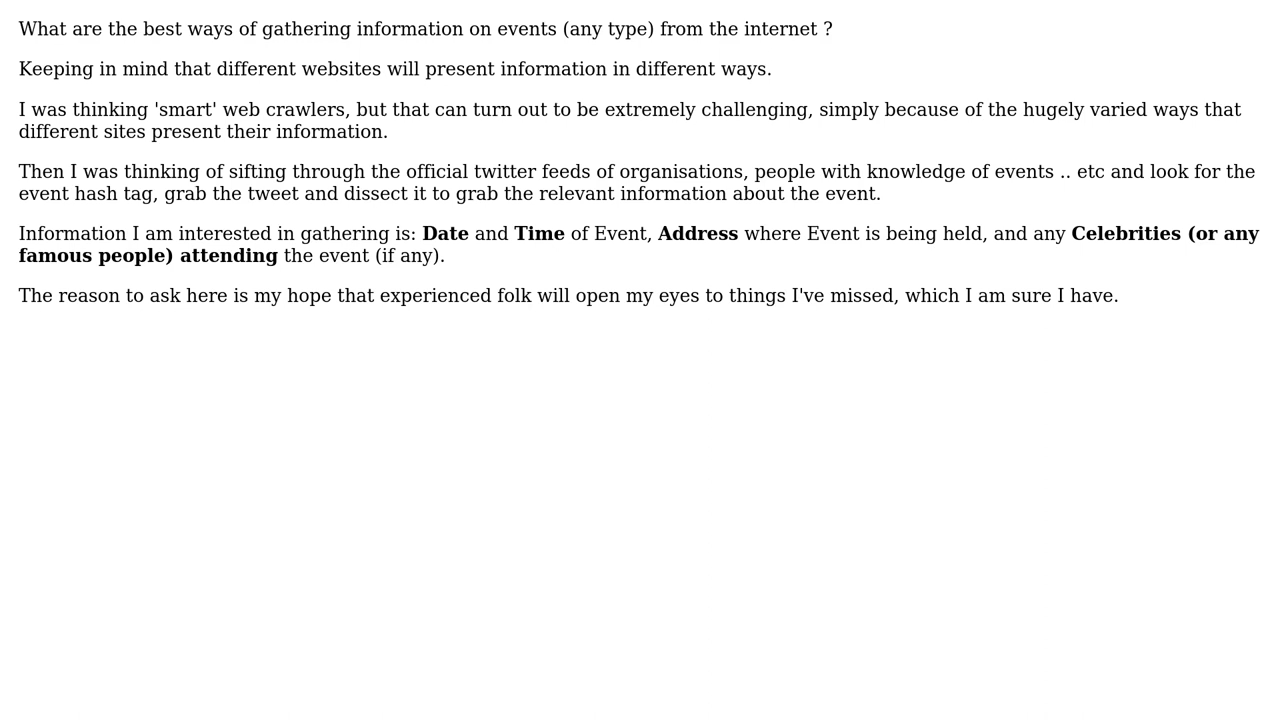 What are the best ways of gathering information on events (any type) from the internet ?
Keeping in mind that different websites will present information in different ways.
I was thinking 'smart' web crawlers, but that can turn out to be extremely challenging, simply because of the hugely varied ways that
different sites present their information.
Then I was thinking of sifting through the official twitter feeds of organisations, people with knowledge of events .. etc and look for the
event hash tag, grab the tweet and dissect it to grab the relevant information about the event.
Information I am interested in gathering is: Date and Time of Event, Address where Event is being held, and any Celebrities (or any
famous people) attending the event (if any).
The reason to ask here is my hope that experienced folk will open my eyes to things I've missed, which I am sure I have.